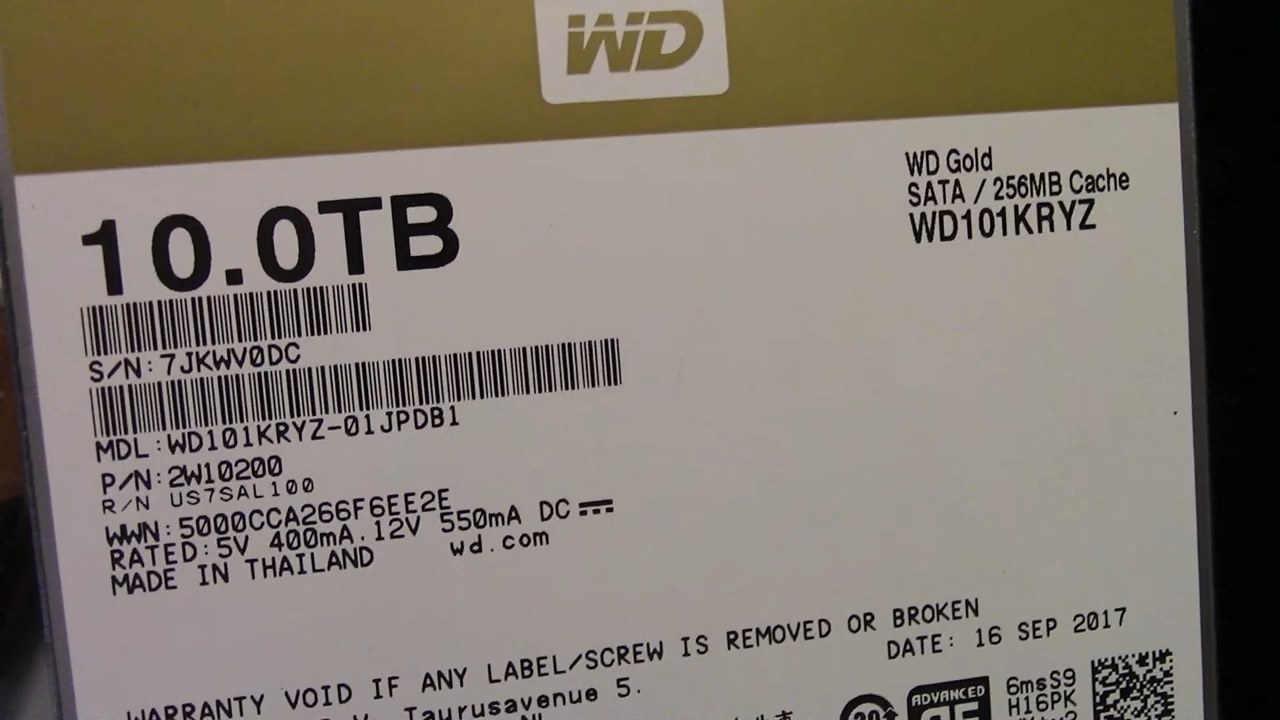 WD
WD Gold
SATA / 256MB Cache
WD101KRYZ
10.0TB
S/N:7JKWV0DC
MDL:WD101KRYZ-01JPDB1
P/N:2W10200
R/N US7SAL100
WWN:5000CCA266F6EE2E
RATED:5V 400mA.12V 550mA DC
MADE IN THAILAND wd.com
WARRANTY VOID IF ANY LABEL/SCREW IS REMOVED OR BROKEN
DATE: 16 SEP 2017
Taurusavenue 5.
ADVANCED
6msS9
H16PK